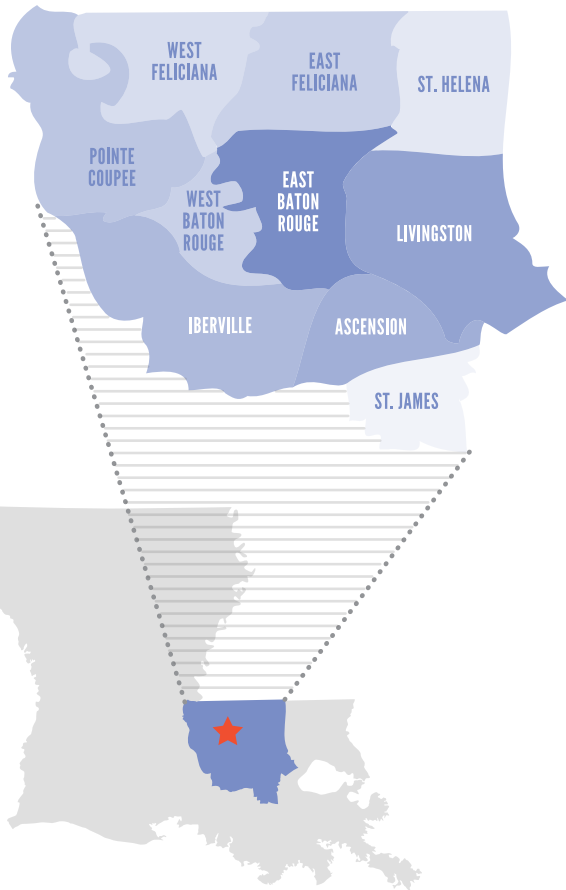 WEST
FELICIANA
EAST
FELICIANA
ST. HELENA
POINTE
COUPEE
WEST
BATON
ROUGE
EAST
BATON
ROUGE
LIVINGSTON
IBERVILLE
ASCENSION
ST. JAMES